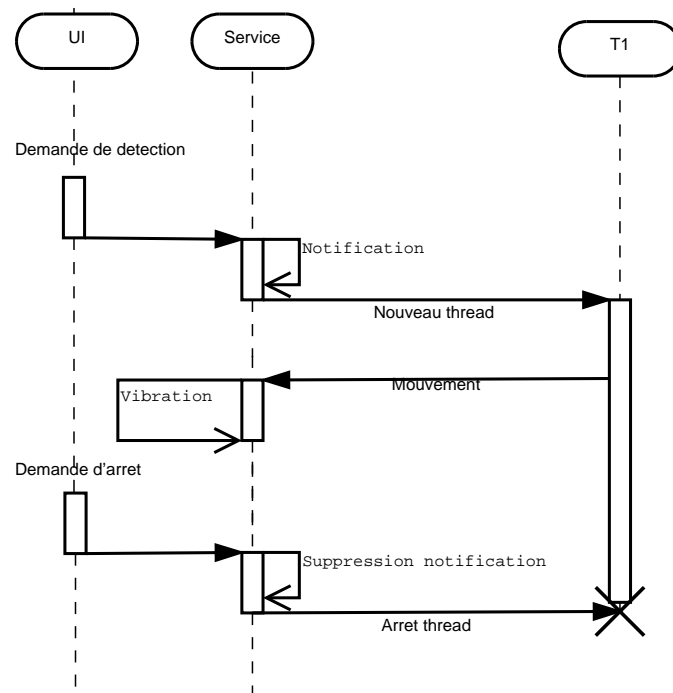 UI
Service
T1
Demande de detection
Notification
Nouveau thread
Mouvement
Vibration
Demande d'arret
Suppression notification
Arret thread